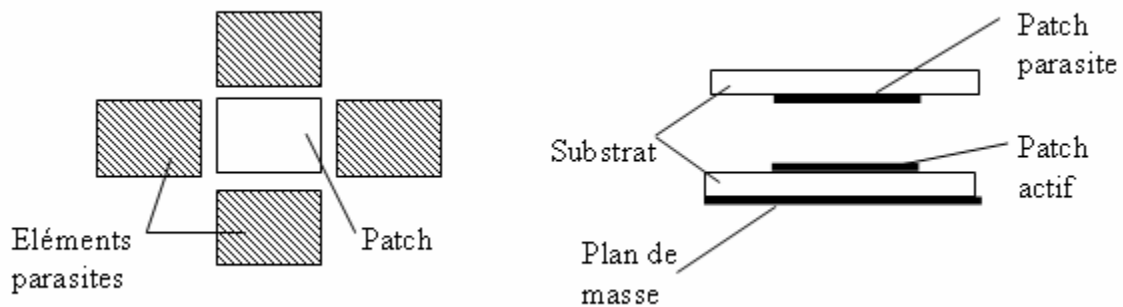 Eléments
parasites
Patch
Patch
parasite
Substrat
Patch
actif
Plan de
masse